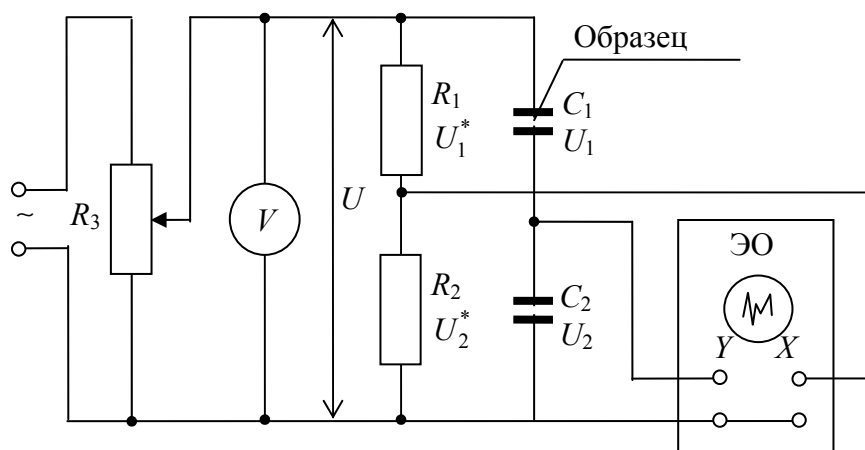 Образец
R₁
U₁*
C₁
U₁
~
R₃
V
U
R₂
U₂*
C₂
U₂
ЭО
Y
X